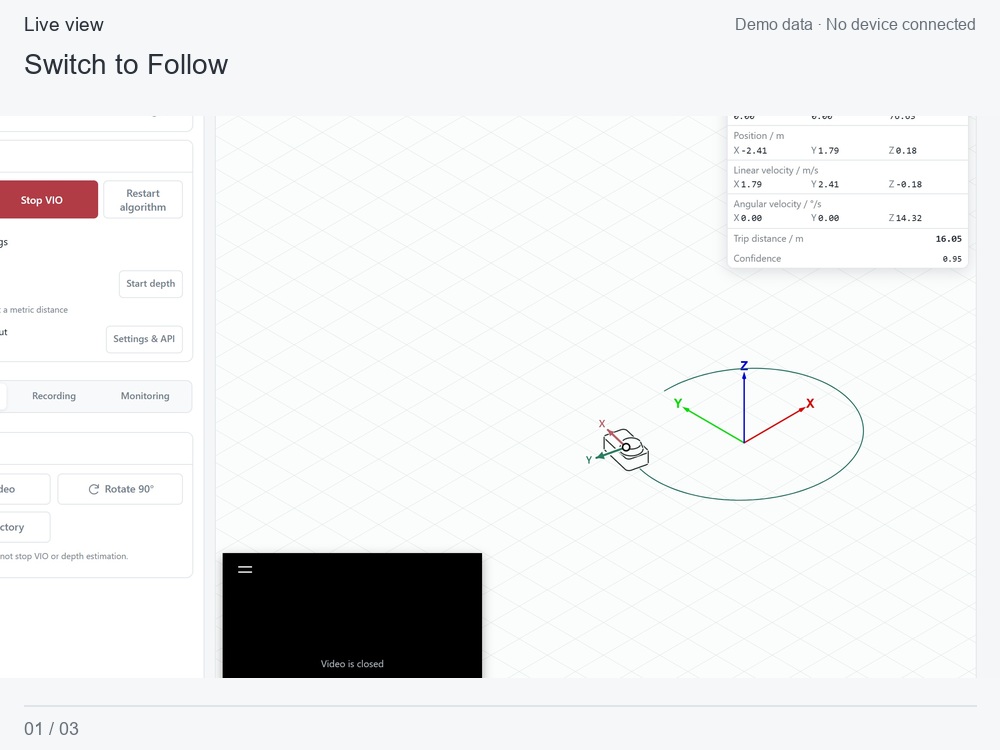 Live view
Demo data · No device connected
Switch to Follow
Position / m
X -2.41 Y 1.79 Z 0.18
Linear velocity / m/s
X 1.79 Y 2.41 Z -0.18
Angular velocity / °/s
X 0.00 Y 0.00 Z 14.32
Trip distance / m 16.05
Confidence 0.95
Stop VIO
Restart
algorithm
gs
Start depth
a metric distance
ut
Settings & API
Recording
Monitoring
deo
Rotate 90°
ctory
not stop VIO or depth estimation.
Z
Y
X
X
Y
Video is closed
01 / 03